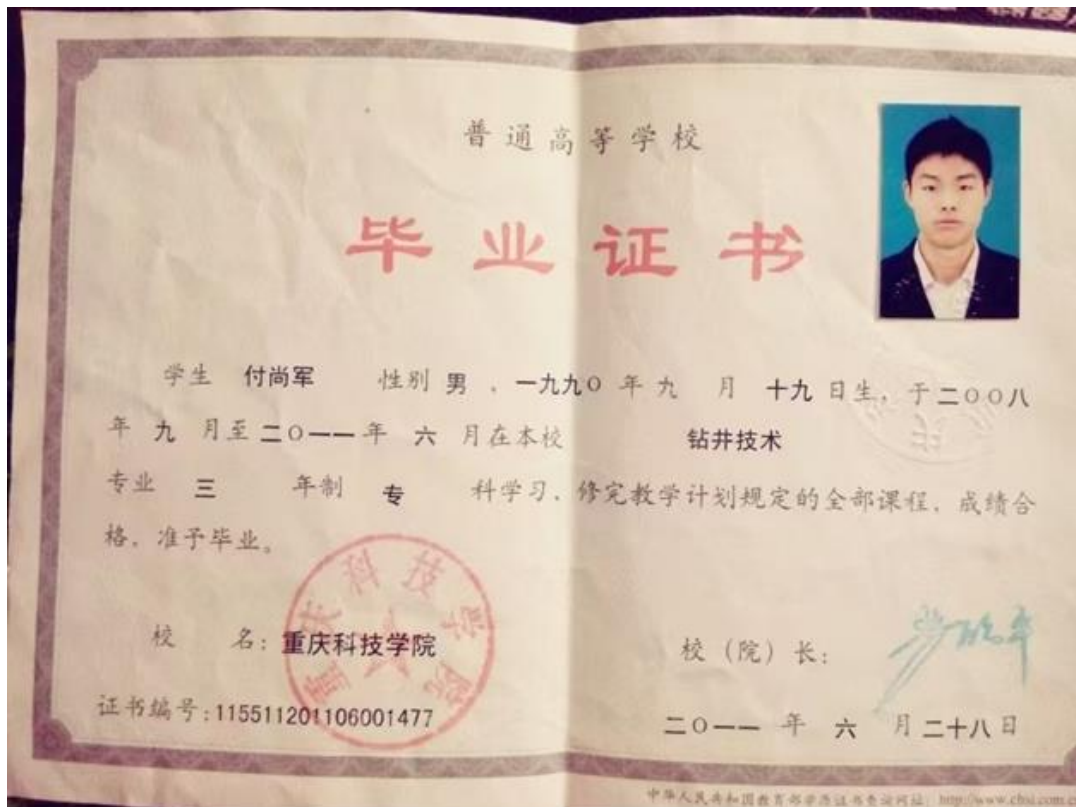 普通高等学校
毕业证书
学生 付尚军 性别 男 、一九九〇 年 九 月 十九 日生，于二〇〇八
年 九 月至 二〇一一 年 六 月在本校 钻井技术
专业 三 年制 专 科学习，修完教学计划规定的全部课程，成绩合
格，准予毕业。
重庆科技学院
校 名：重庆科技学院
校（院）长：
证书编号：115511201106001477
二〇一一 年 六 月 二十八 日
中华人民共和国教育部学历证书查询网址：http://www.chsi.com.c